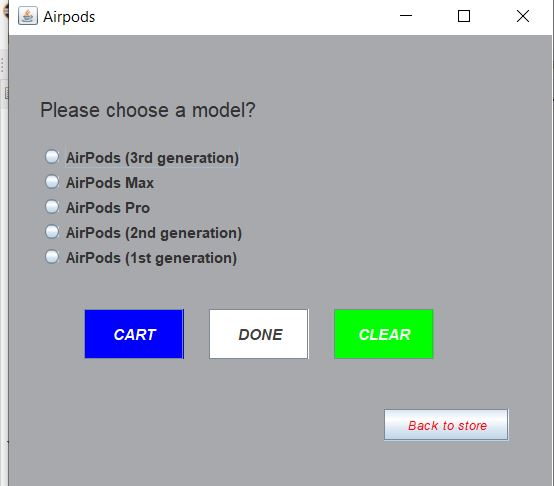 Airpods
Please choose a model?
AirPods (3rd generation)
AirPods Max
AirPods Pro
AirPods (2nd generation)
AirPods (1st generation)
CART DONE CLEAR
Back to store